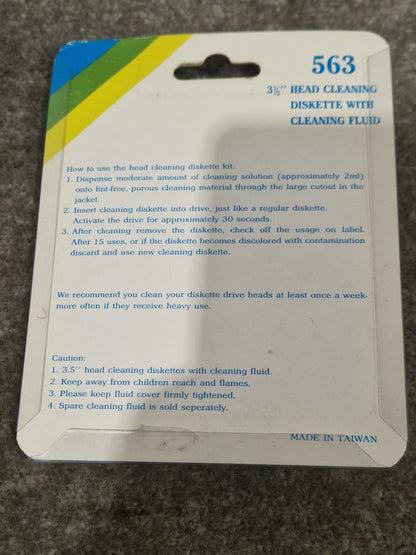 563
3½" HEAD CLEANING
DISKETTE WITH
CLEANING FLUID
How to use the head cleaning diskette kit.
1. Dispense moderate amount of cleaning solution (approximately 2ml)
onto lint-free, porous cleaning material through the large cutout in the
jacket.
2. Insert cleaning diskette into drive, just like a regular diskette.
Activate the drive for approximately 30 seconds.
3. After cleaning remove the diskette, check off the usage on label.
After 15 uses, or if the diskette becomes discolored with contamination
discard and use new cleaning diskette.
We recommend you clean your diskette drive heads at least once a week-
more often if they receive heavy use.
Caution:
1. 3.5" head cleaning diskettes with cleaning fluid.
2. Keep away from children reach and flames.
3. Please keep fluid cover firmly tightened.
4. Spare cleaning fluid is sold seperately.
MADE IN TAIWAN